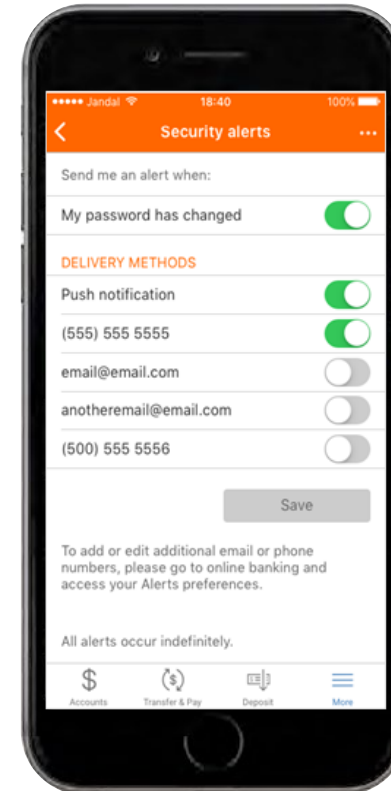 Jandal 18:40 100%
Security alerts
Send me an alert when:
My password has changed
DELIVERY METHODS
Push notification
(555) 555 5555
email@email.com
anotheremail@email.com
(500) 555 5556
Save
To add or edit additional email or phone
numbers, please go to online banking and
access your Alerts preferences.
All alerts occur indefinitely.
Accounts Transfer & Pay Deposit More